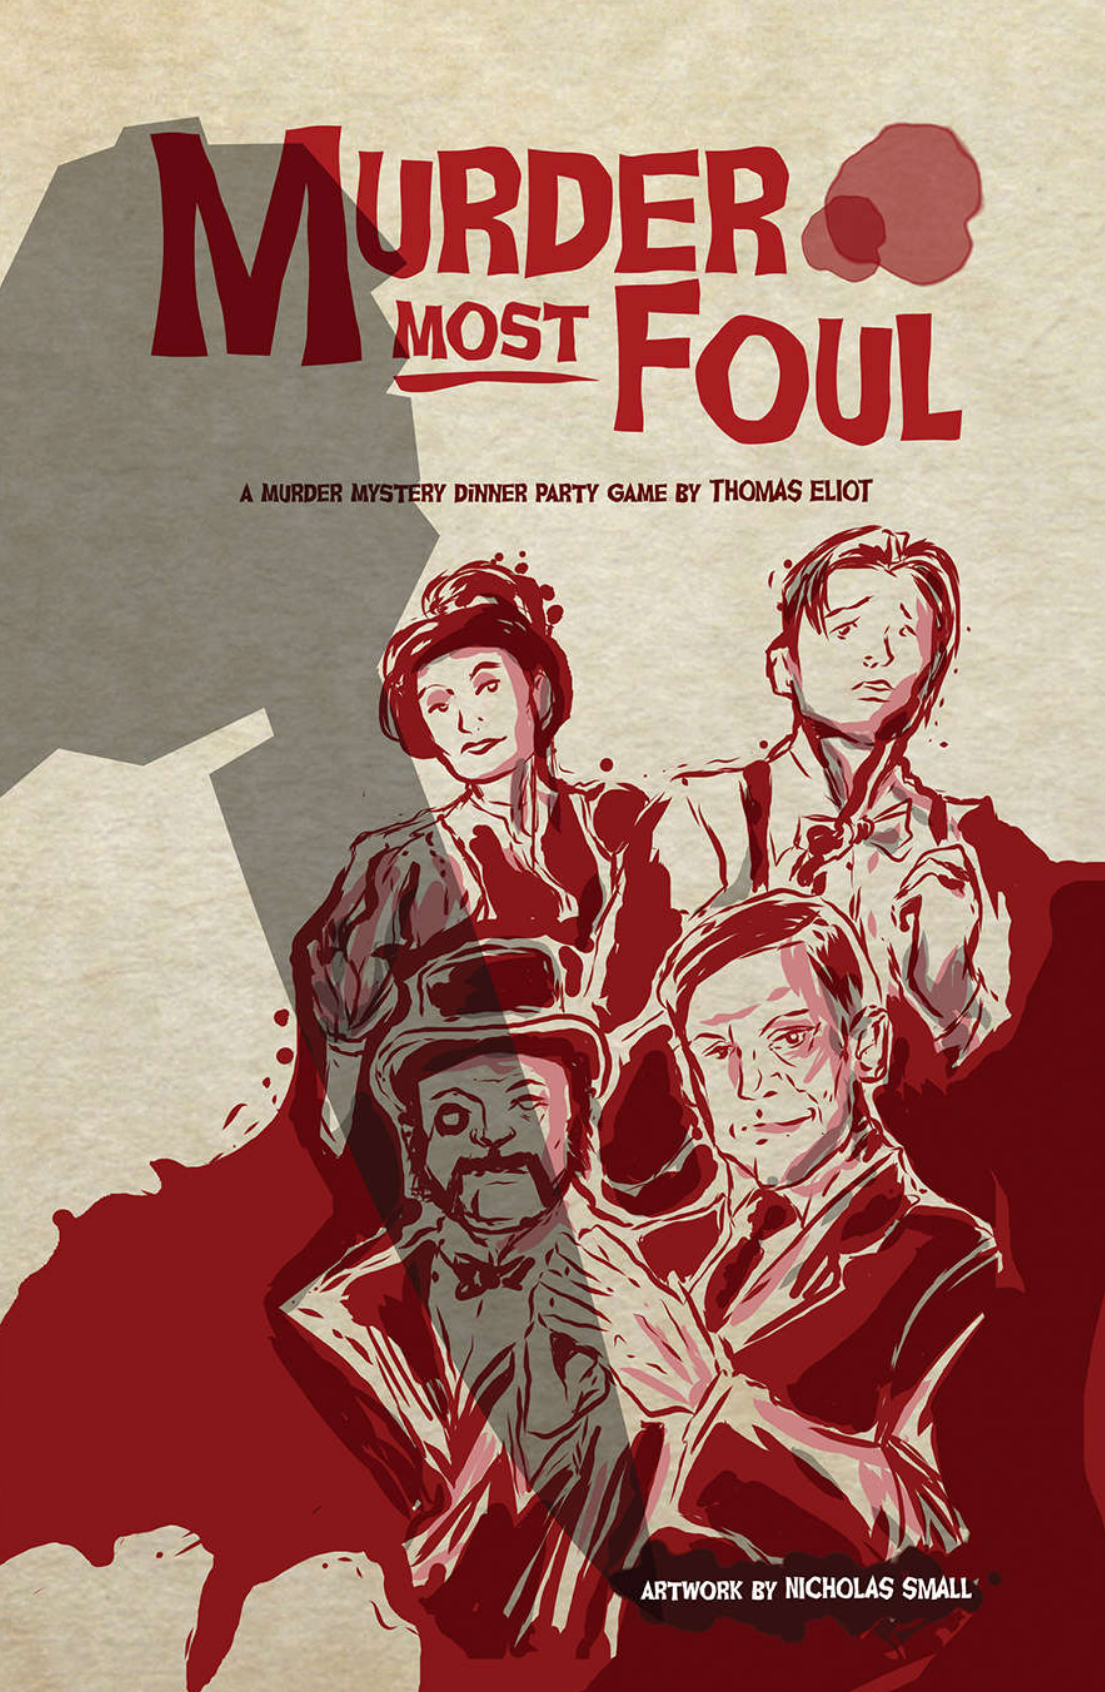 MURDER
MOST FOUL
A MURDER MYSTERY DINNER PARTY GAME BY THOMAS ELIOT
ARTWORK BY NICHOLAS SMALL